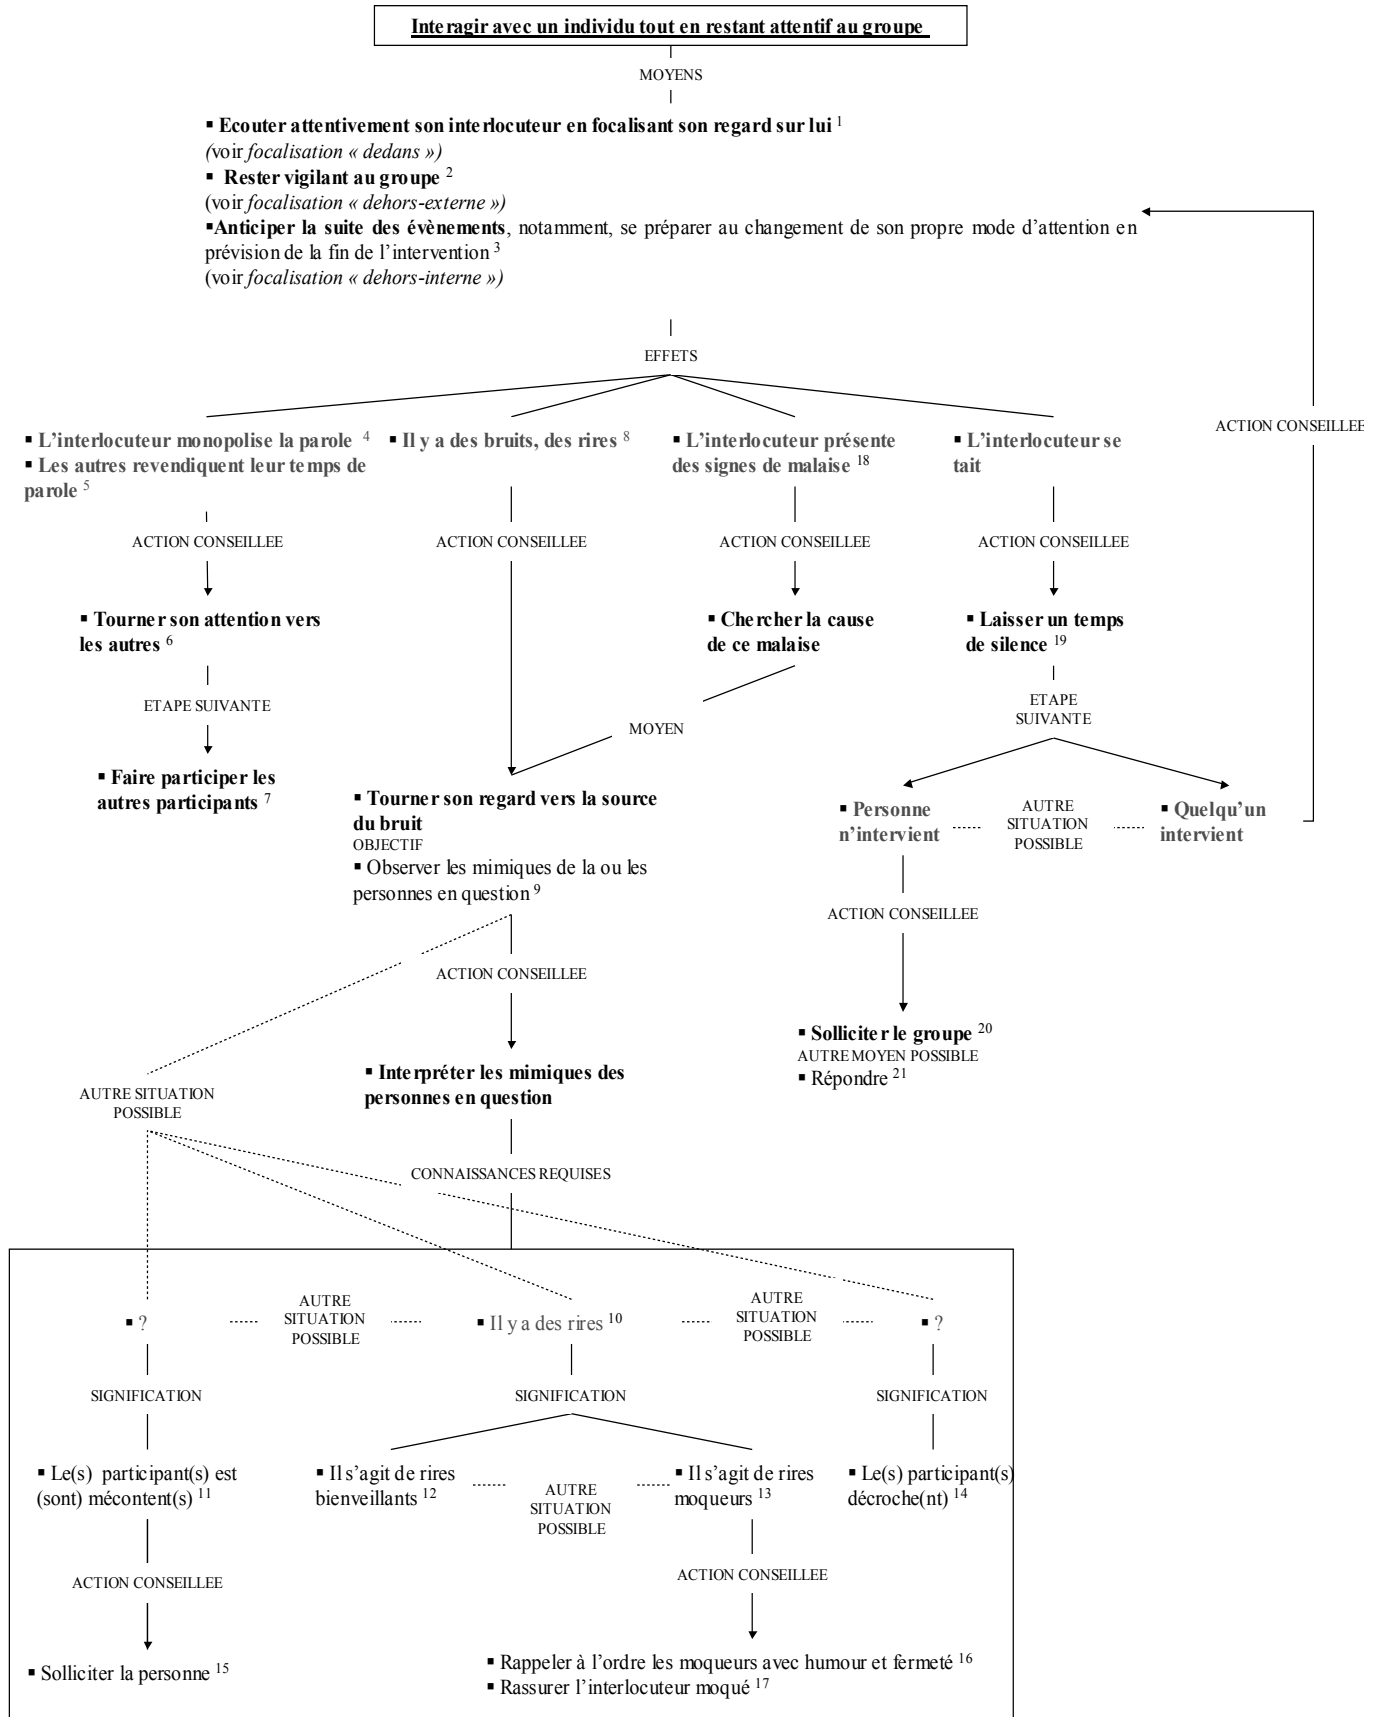 Interagir avec un individu tout en restant attentif au groupe
MOYENS
▪ Ecouter attentivement son interlocuteur en focalisant son regard sur lui 1
(voir focalisation « dedans »)
▪ Rester vigilant au groupe 2
(voir focalisation « dehors-externe »)
▪Anticiper la suite des évènements, notamment, se préparer au changement de son propre mode d'attention en
prévision de la fin de l'intervention 3
(voir focalisation « dehors-interne »)
EFFETS
▪ L'interlocuteur monopolise la parole 4
▪ Les autres revendiquent leur temps de
parole 5
▪ Il y a des bruits, des rires 8
▪ L'interlocuteur présente
des signes de malaise 18
▪ L'interlocuteur se
tait
ACTION CONSEILLEE
ACTION CONSEILLEE
ACTION CONSEILLEE
ACTION CONSEILLEE
ACTION CONSEILLEE
▪ Tourner son attention vers
les autres 6
▪ Chercher la cause
de ce malaise
▪ Laisser un temps
de silence 19
ETAPE SUIVANTE
MOYEN
ETAPE
SUIVANTE
▪ Faire participer les
autres participants 7
▪ Tourner son regard vers la source
du bruit
OBJECTIF
▪ Observer les mimiques de la ou les
personnes en question 9
▪ Personne
n'intervient
AUTRE
SITUATION
POSSIBLE
▪ Quelqu'un
intervient
ACTION CONSEILLEE
ACTION CONSEILLEE
▪ Solliciter le groupe 20
AUTRE MOYEN POSSIBLE
▪ Répondre 21
▪ Interpréter les mimiques des
personnes en question
AUTRE SITUATION
POSSIBLE
CONNAISSANCES REQUISES
▪ ?
AUTRE
SITUATION
POSSIBLE
▪ Il y a des rires 10
AUTRE
SITUATION
POSSIBLE
▪ ?
SIGNIFICATION
SIGNIFICATION
SIGNIFICATION
▪ Le(s) participant(s) est
(sont) mécontent(s) 11
▪ Il s'agit de rires
bienveillants 12
AUTRE
SITUATION
POSSIBLE
▪ Il s'agit de rires
moqueurs 13
▪ Le(s) participant(s)
décroche(nt) 14
ACTION CONSEILLEE
ACTION CONSEILLEE
▪ Solliciter la personne 15
▪ Rappeler à l'ordre les moqueurs avec humour et fermeté 16
▪ Rassurer l'interlocuteur moqué 17